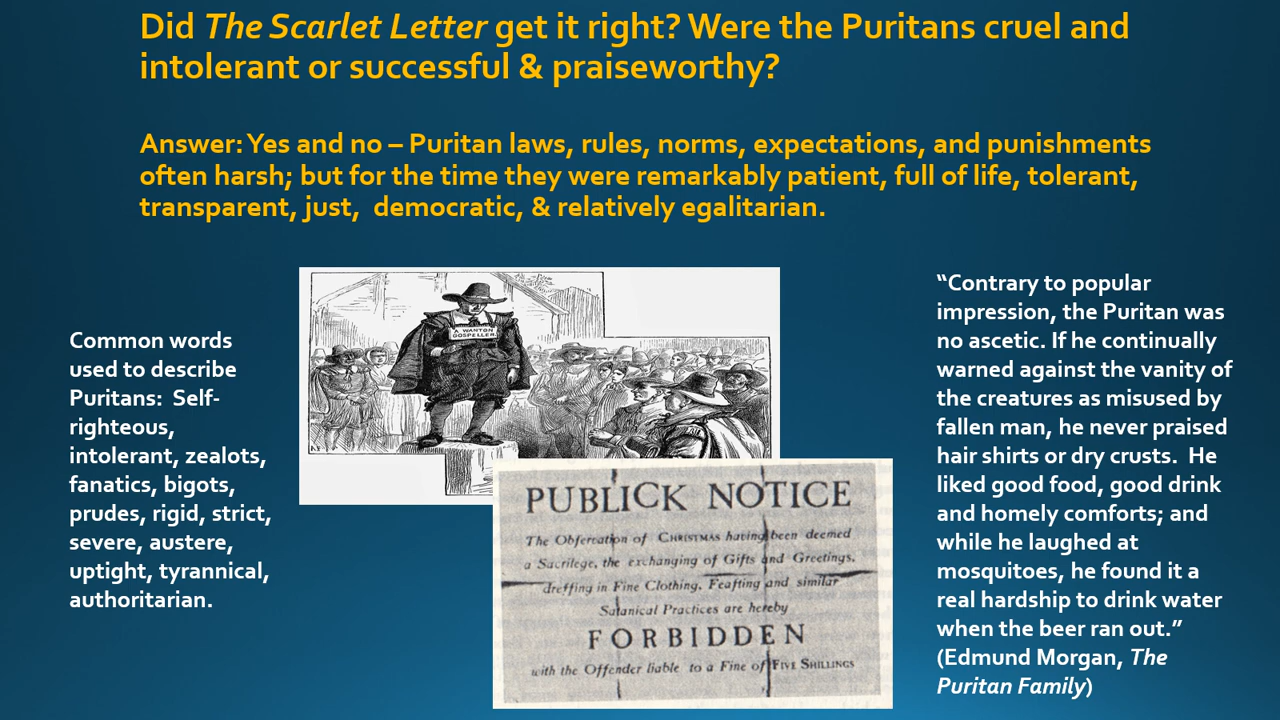 Did The Scarlet Letter get it right? Were the Puritans cruel and
intolerant or successful & praiseworthy?
Answer: Yes and no – Puritan laws, rules, norms, expectations, and punishments
often harsh; but for the time they were remarkably patient, full of life, tolerant,
transparent, just, democratic, & relatively egalitarian.
Common words
used to describe
Puritans: Self-
righteous,
intolerant, zealots,
fanatics, bigots,
prudes, rigid, strict,
severe, austere,
uptight, tyrannical,
authoritarian.
A WANTON
GOSPELLER
PUBLICK NOTICE
The Obſervation of CHRISTMAS having been deemed
a Sacrilege, the exchanging of Gifts and Greetings,
dreſſing in Fine Clothing, Feaſting and similar
Satanical Practices are hereby
FORBIDDEN
with the Offender liable to a Fine of FIVE SHILLINGS
“Contrary to popular
impression, the Puritan was
no ascetic. If he continually
warned against the vanity of
the creatures as misused by
fallen man, he never praised
hair shirts or dry crusts. He
liked good food, good drink
and homely comforts; and
while he laughed at
mosquitoes, he found it a
real hardship to drink water
when the beer ran out.”
(Edmund Morgan, The
Puritan Family)